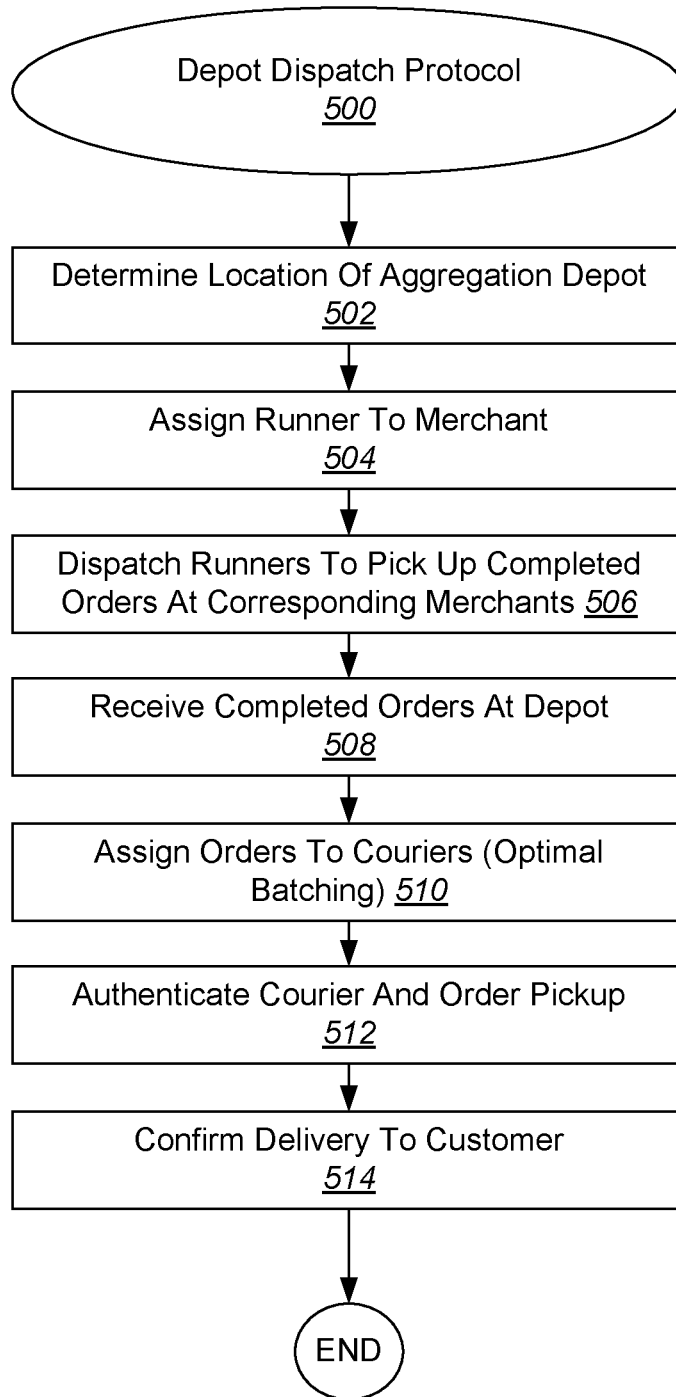 Depot Dispatch Protocol
500
Determine Location Of Aggregation Depot
502
Assign Runner To Merchant
504
Dispatch Runners To Pick Up Completed
Orders At Corresponding Merchants 506
Receive Completed Orders At Depot
508
Assign Orders To Couriers (Optimal
Batching) 510
Authenticate Courier And Order Pickup
512
Confirm Delivery To Customer
514
END